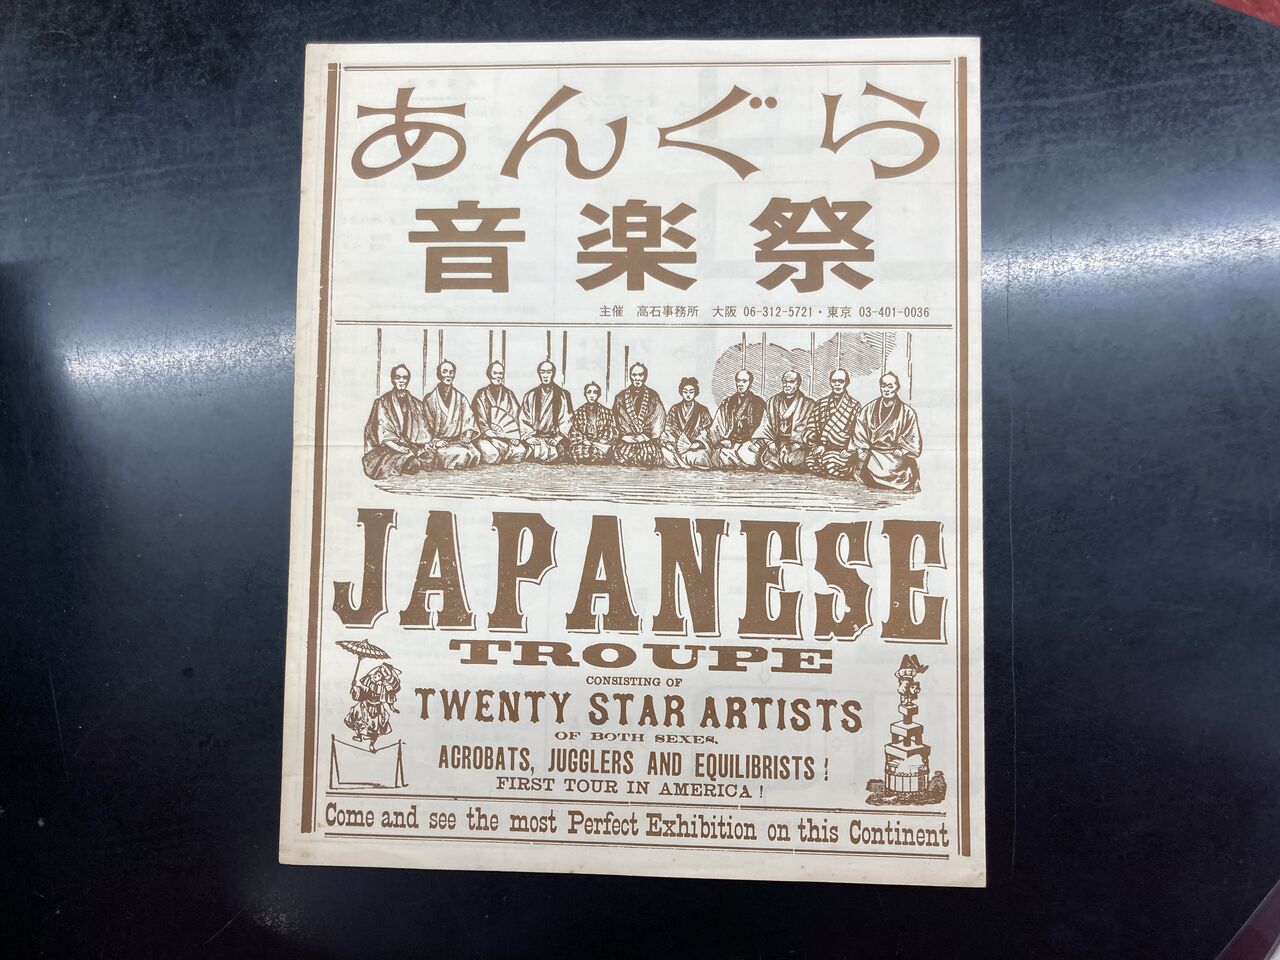 あんぐら
音楽祭
主催 高石事務所 大阪 06-312-5721・東京 03-401-0036
JAPANESE
TROUPE
CONSISTING OF
TWENTY STAR ARTISTS
OF BOTH SEXES,
ACROBATS, JUGGLERS AND EQUILIBRISTS!
FIRST TOUR IN AMERICA!
Come and see the most Perfect Exhibition on this Continent